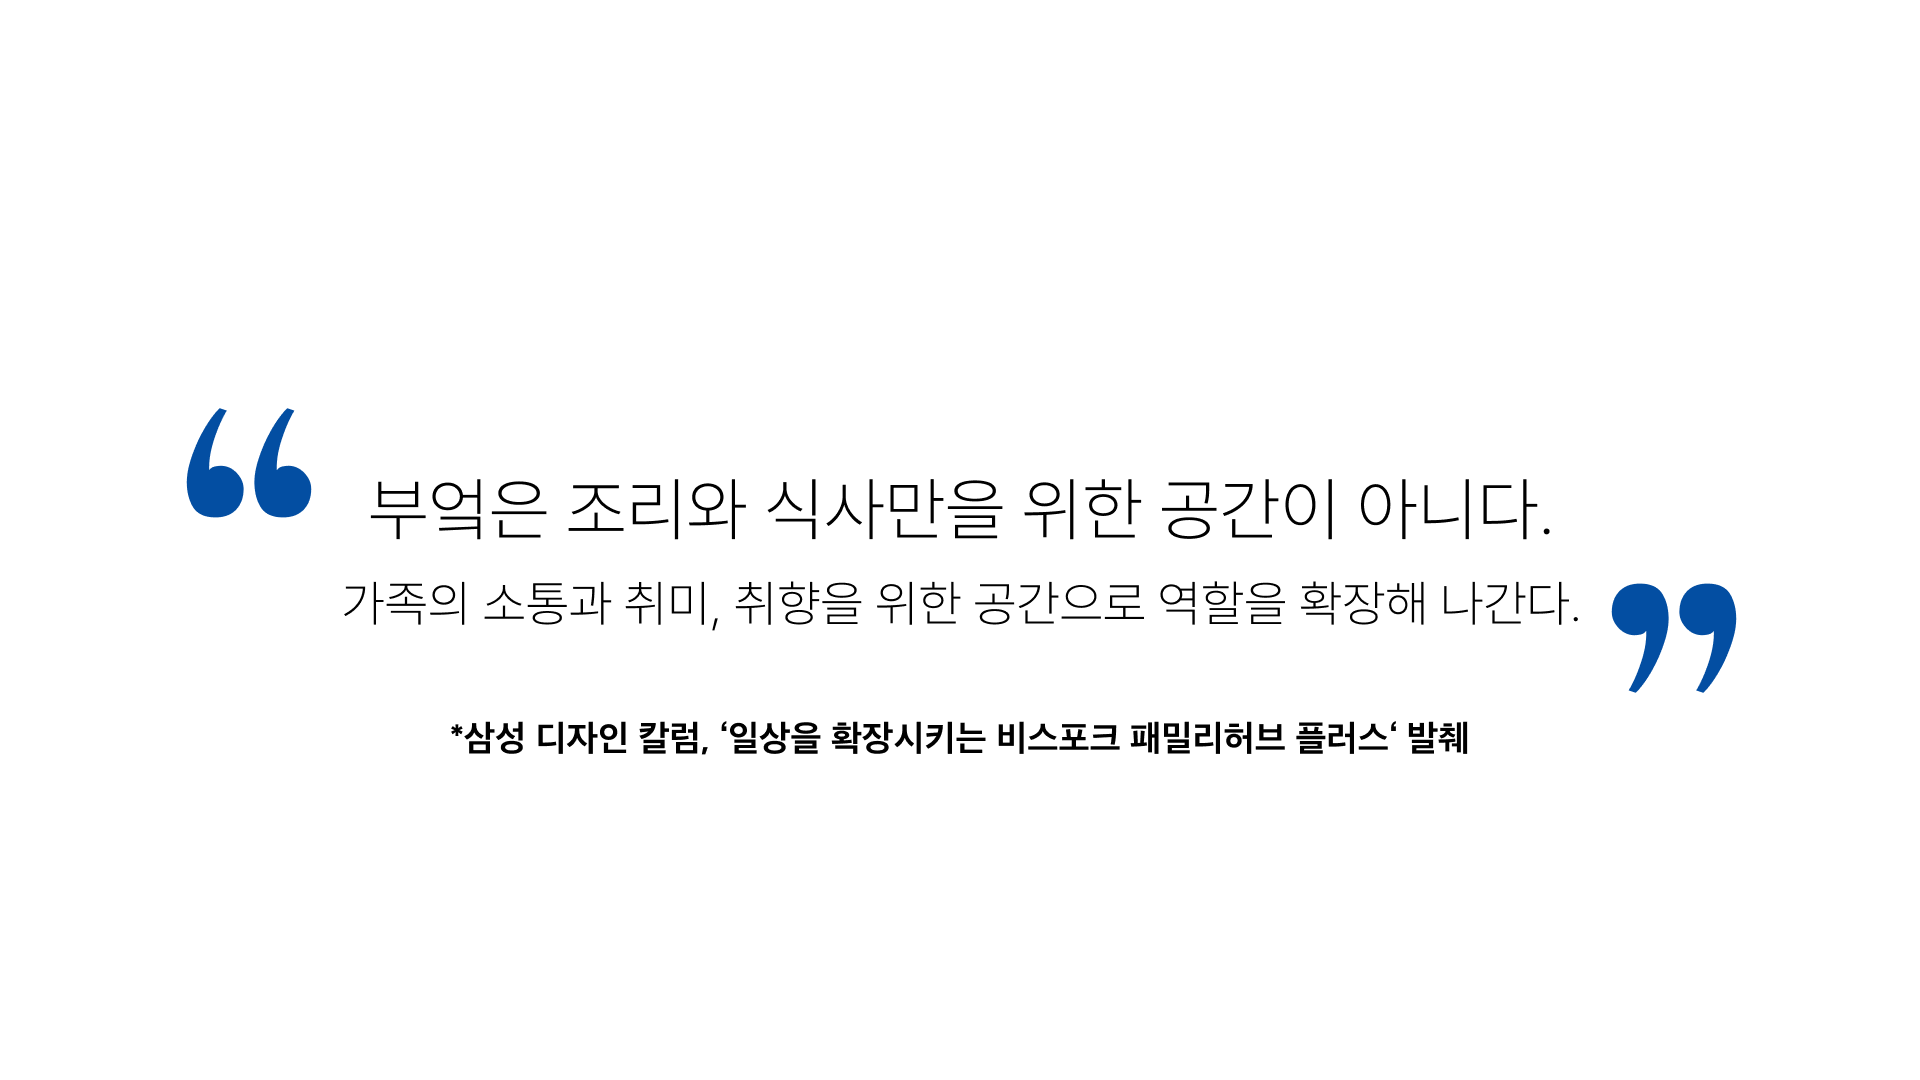 “
부엌은 조리와 식사만을 위한 공간이 아니다.
가족의 소통과 취미, 취향을 위한 공간으로 역할을 확장해 나간다.
”
*삼성 디자인 칼럼, ‘일상을 확장시키는 비스포크 패밀리허브 플러스‘ 발췌